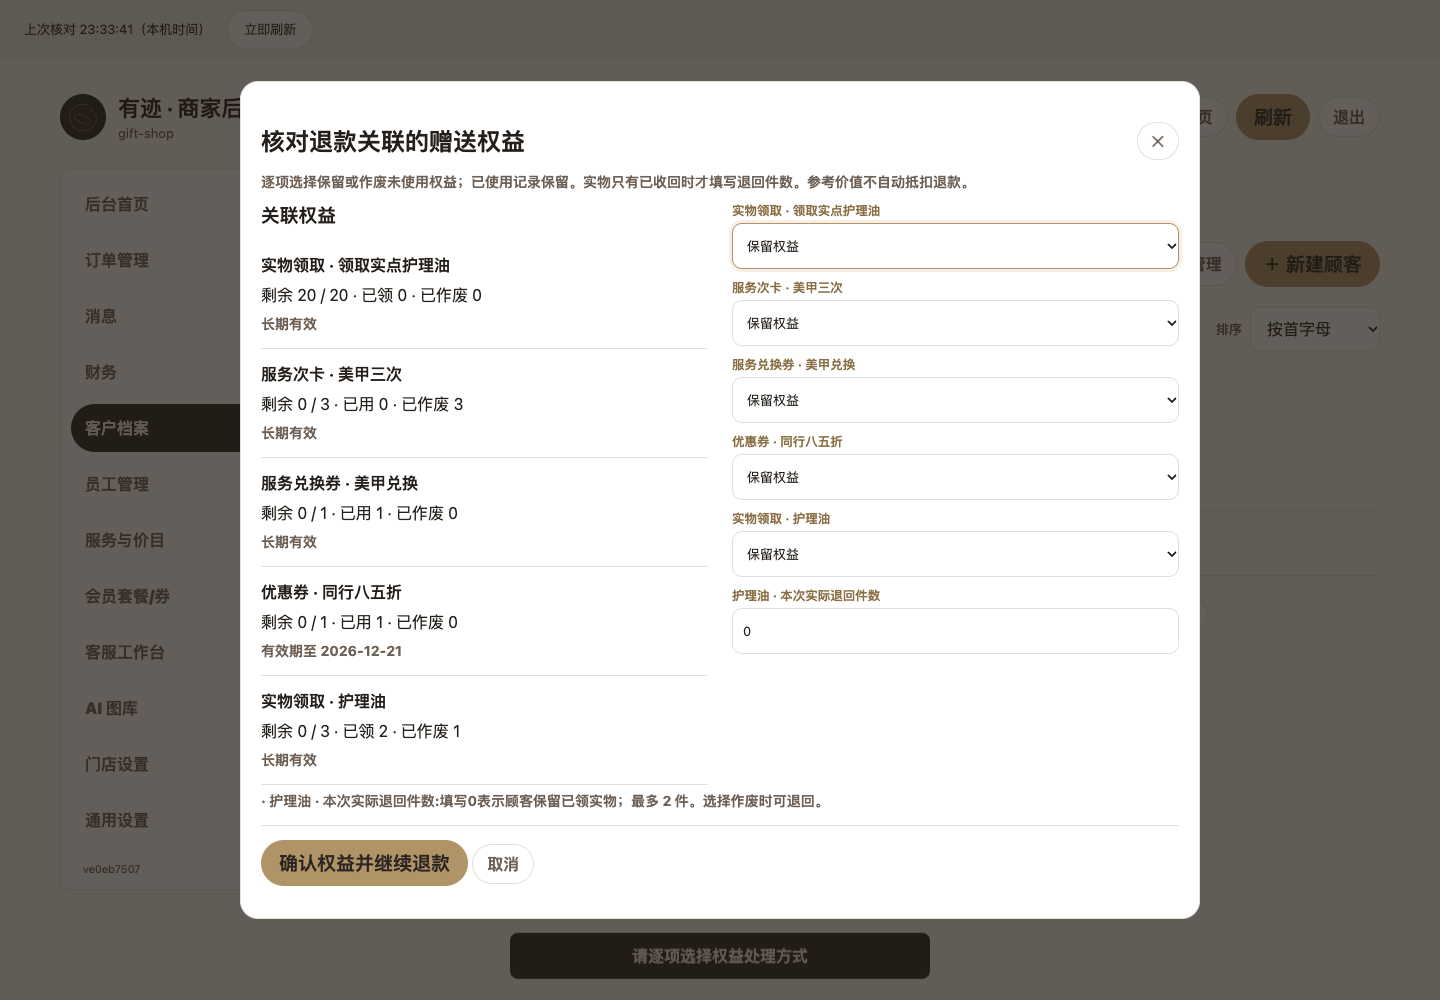 上次核对 23:33:41（本机时间）
立即刷新
有迹 · 商家后
gift-shop
页
刷新
退出
后台首页
订单管理
消息
财务
客户档案
员工管理
服务与价目
会员套餐/券
客服工作台
AI 图库
门店设置
通用设置
ve0eb7507
管理
＋ 新建顾客
排序
按首字母
核对退款关联的赠送权益
逐项选择保留或作废未使用权益；已使用记录保留。实物只有已收回时才填写退回件数。参考价值不自动抵扣退款。
关联权益
实物领取 · 领取实点护理油
剩余 20 / 20 · 已领 0 · 已作废 0
长期有效
服务次卡 · 美甲三次
剩余 0 / 3 · 已用 0 · 已作废 3
长期有效
服务兑换券 · 美甲兑换
剩余 0 / 1 · 已用 1 · 已作废 0
长期有效
优惠券 · 同行八五折
剩余 0 / 1 · 已用 1 · 已作废 0
有效期至 2026-12-21
实物领取 · 护理油
剩余 0 / 3 · 已领 2 · 已作废 1
长期有效
实物领取 · 领取实点护理油
保留权益
服务次卡 · 美甲三次
保留权益
服务兑换券 · 美甲兑换
保留权益
优惠券 · 同行八五折
保留权益
实物领取 · 护理油
保留权益
护理油 · 本次实际退回件数
0
· 护理油 · 本次实际退回件数:填写0表示顾客保留已领实物；最多 2 件。选择作废时可退回。
确认权益并继续退款
取消
请逐项选择权益处理方式